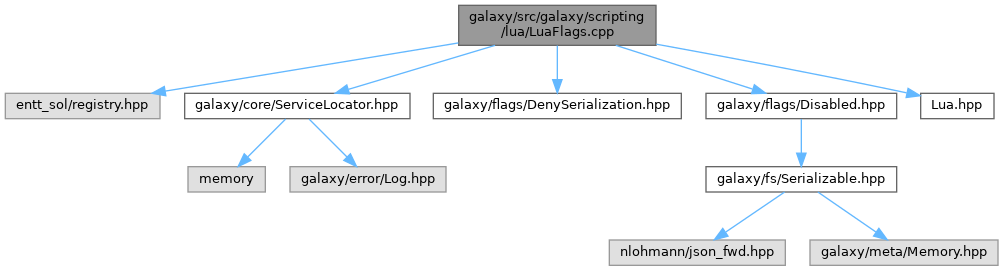 galaxy/src/galaxy/scripting
/lua/LuaFlags.cpp
entt_sol/registry.hpp
galaxy/core/ServiceLocator.hpp
galaxy/flags/DenySerialization.hpp
galaxy/flags/Disabled.hpp
Lua.hpp
memory
galaxy/error/Log.hpp
galaxy/fs/Serializable.hpp
nlohmann/json_fwd.hpp
galaxy/meta/Memory.hpp